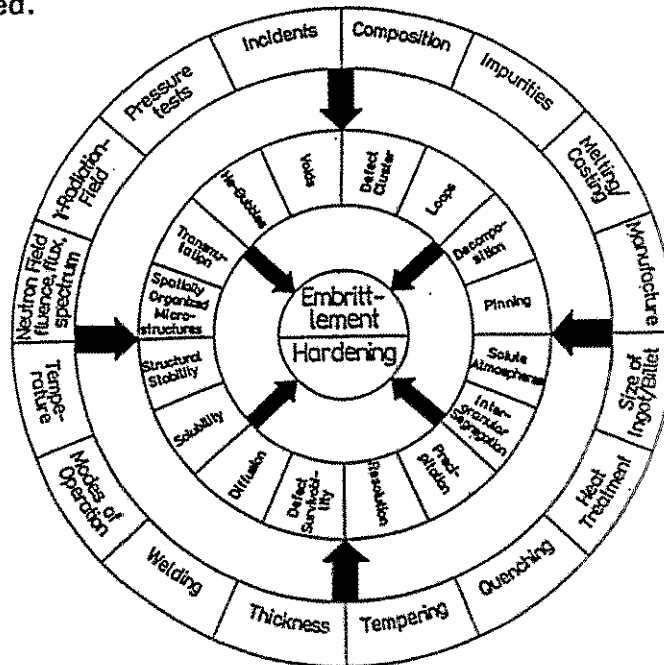 ed.
Incidents
Composition
Impurities
Melting/
Casting
Manufacture
Size of
Ingot/Billet
Heat
Treatment
Quenching
Tempering
Thickness
Welding
Modes of
Operation
Tempe-
rature
Neutron Field
fluence, flux,
spectrum
γ-Radiation-
Field
Pressure
tests
Voids
Defect
Cluster
Loops
Decompo-
sition
Pinning
Solute
Atmospheres
Inter-
granular
Segregation
Preci-
pitation
Resolution
Defect
Survivabi-
lity
Diffusion
Solubility
Structural
Stability
Spatially
Organized
Micro-
structures
Transmu-
tation
He-Bubbles
Embritt-
lement
Hardening